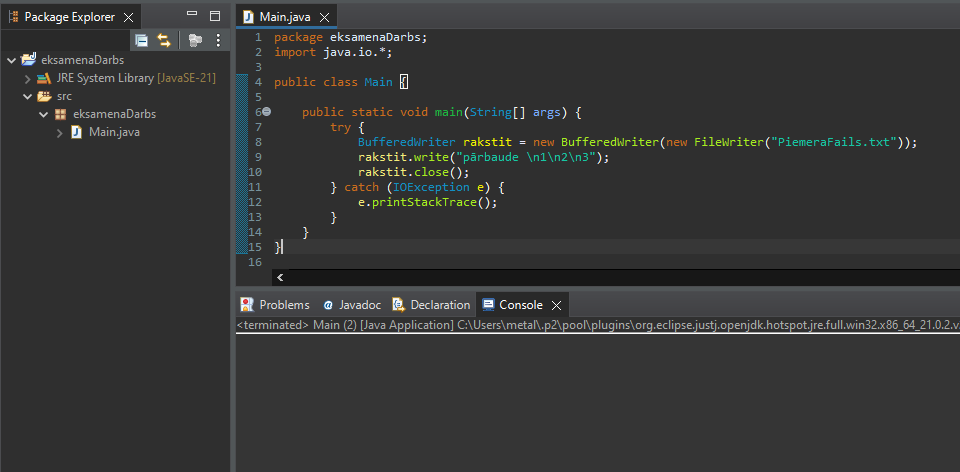 Package Explorer
eksamenaDarbs
JRE System Library [JavaSE-21]
src
eksamenaDarbs
Main.java
Main.java
1 package eksamenaDarbs;
2 import java.io.*;
3
4 public class Main {
5
6 public static void main(String[] args) {
7 try {
8 BufferedWriter rakstit = new BufferedWriter(new FileWriter("PiemeraFails.txt"));
9 rakstit.write("pārbaude \n1\n2\n3");
10 rakstit.close();
11 } catch (IOException e) {
12 e.printStackTrace();
13 }
14 }
15 }
16
Problems @ Javadoc Declaration Console
<terminated> Main (2) [Java Application] C:\Users\metal\.p2\pool\plugins\org.eclipse.justj.openjdk.hotspot.jre.full.win32.x86_64_21.0.2.v